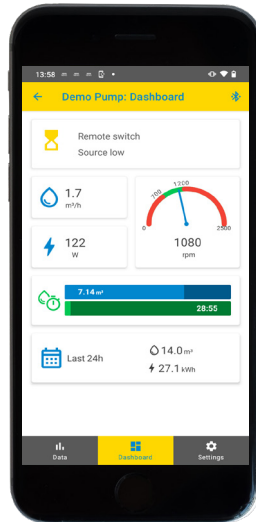 13:58
Demo Pump: Dashboard
Remote switch
Source low
1.7
m³/h
122
W
700
1200
0
2500
1080
rpm
7.14 m³
28:55
Last 24h
14.0 m³
27.1 kWh
Data
Dashboard
Settings